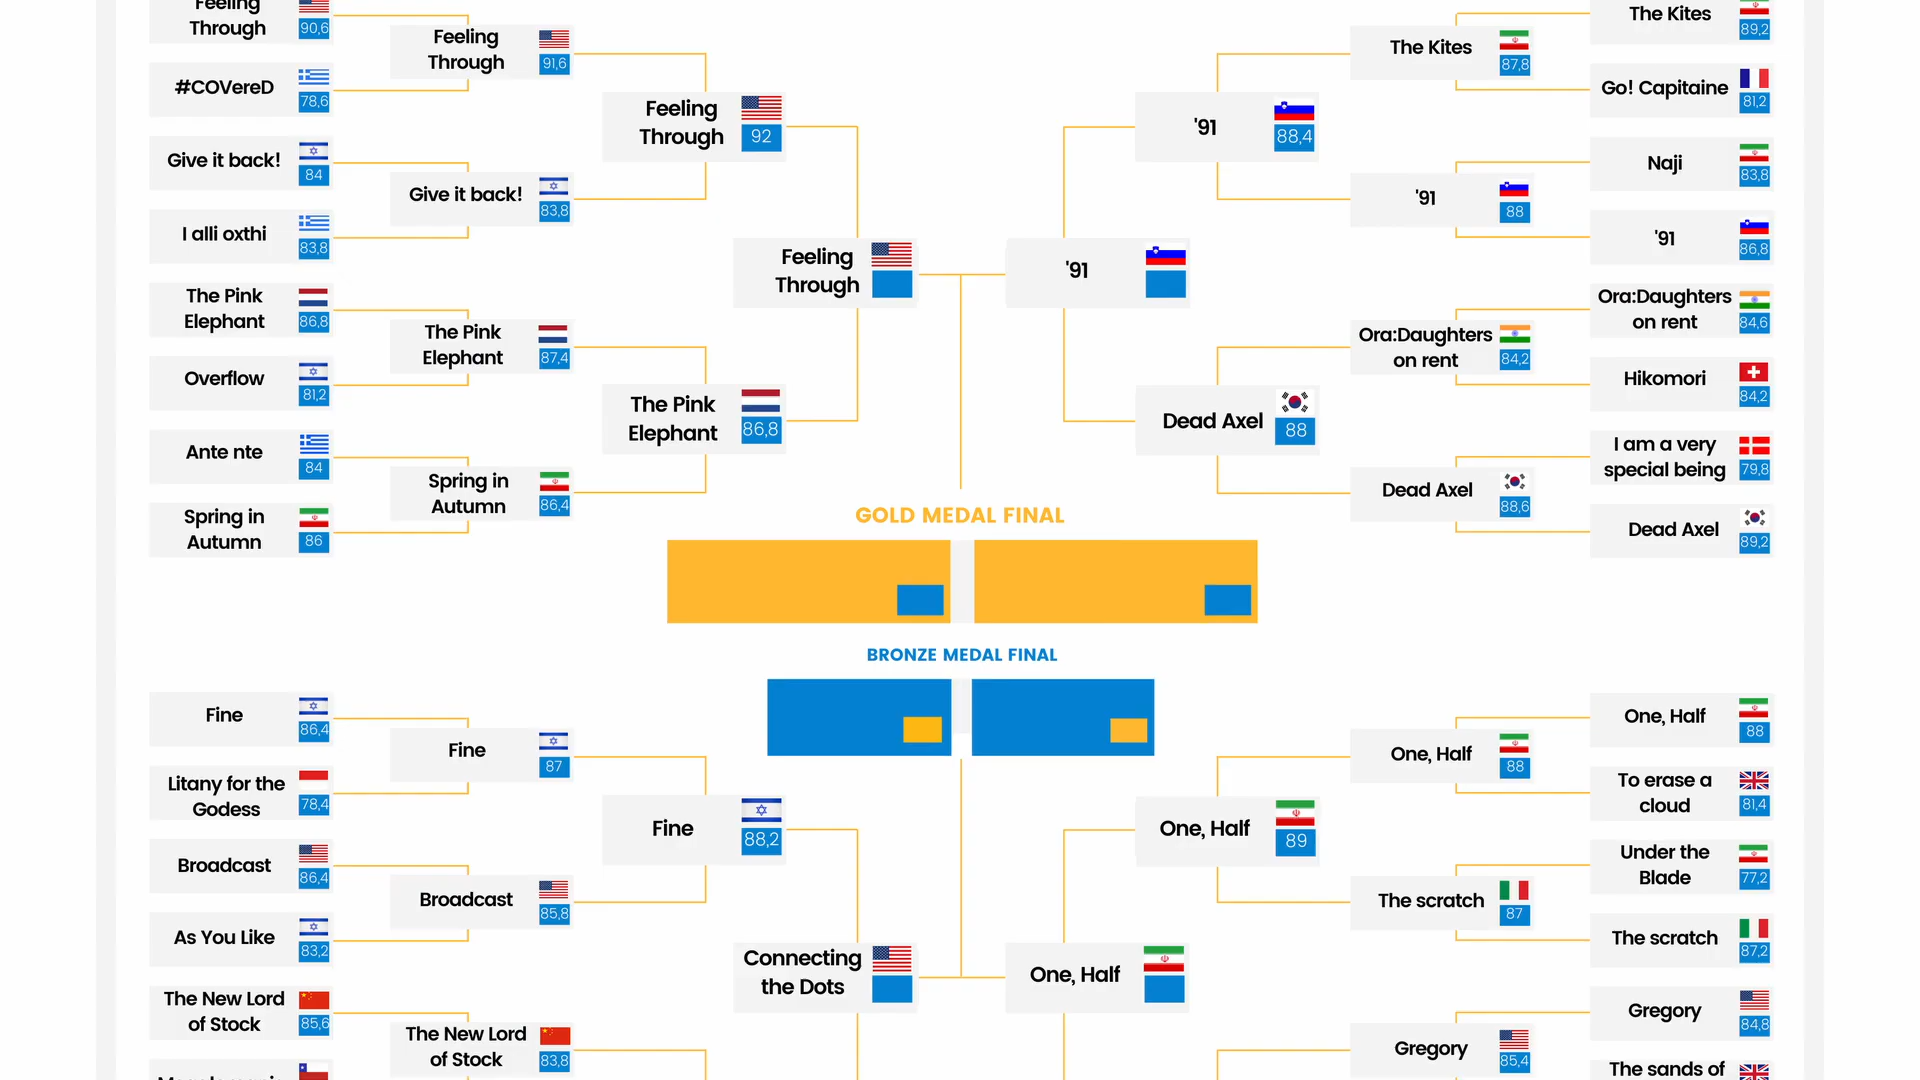 Feeling
Through
90,6
#COVereD
78,6
Give it back!
84
I alli oxthi
83,8
The Pink
Elephant
86,8
Overflow
81,2
Ante nte
84
Spring in
Autumn
86
Feeling
Through
91,6
Give it back!
83,8
The Pink
Elephant
87,4
Spring in
Autumn
86,4
Feeling
Through
92
The Pink
Elephant
86,8
Feeling
Through
'91
'91
88,4
Dead Axel
88
The Kites
87,8
'91
88
Ora:Daughters
on rent
84,2
Dead Axel
88,6
The Kites
89,2
Go! Capitaine
81,2
Naji
83,8
'91
86,8
Ora:Daughters
on rent
84,6
Hikomori
84,2
I am a very
special being
79,8
Dead Axel
89,2
GOLD MEDAL FINAL
BRONZE MEDAL FINAL
Fine
86,4
Litany for the
Godess
78,4
Broadcast
86,4
As You Like
83,2
The New Lord
of Stock
85,6
Fine
87
Broadcast
85,8
The New Lord
of Stock
83,8
Fine
88,2
Connecting
the Dots
One, Half
One, Half
89
One, Half
88
The scratch
87
Gregory
85,4
One, Half
88
To erase a
cloud
81,4
Under the
Blade
77,2
The scratch
87,2
Gregory
84,8
The sands of